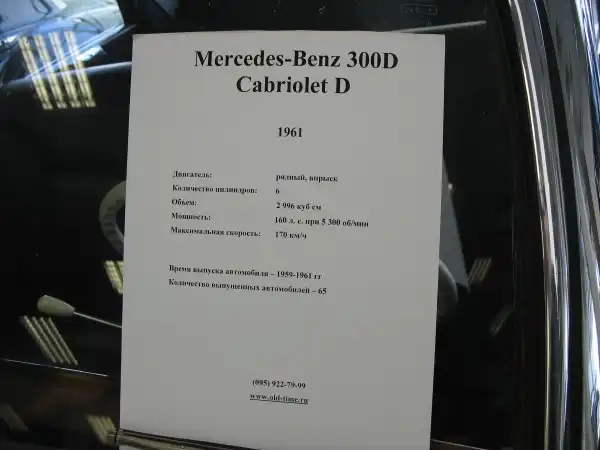 Mercedes-Benz 300D
Cabriolet D
1961
Двигатель: рядный, впрыск
Количество цилиндров: 6
Объем: 2 996 куб см
Мощность: 160 л. с. при 5 300 об/мин
Максимальная скорость: 170 км/ч
Время выпуска автомобиля – 1959-1961 гг
Количество выпущенных автомобилей – 65
(095) 922-79-99
www.old-time.ru